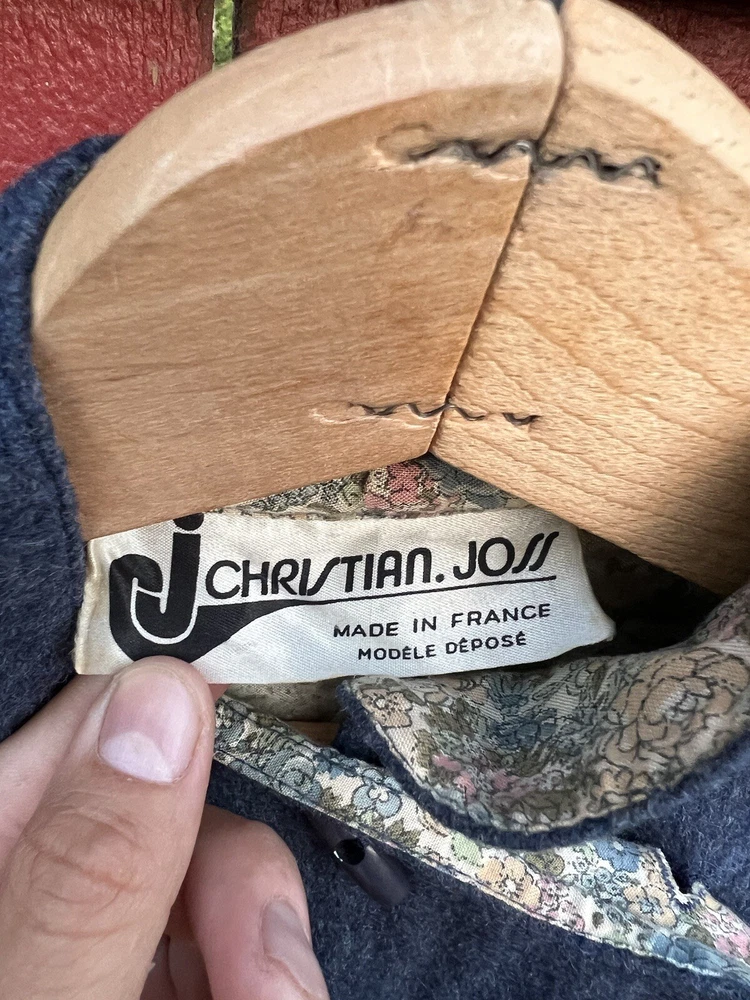 CJ
CHRISTIAN. JOSS
MADE IN FRANCE
MODÈLE DÉPOSÉ